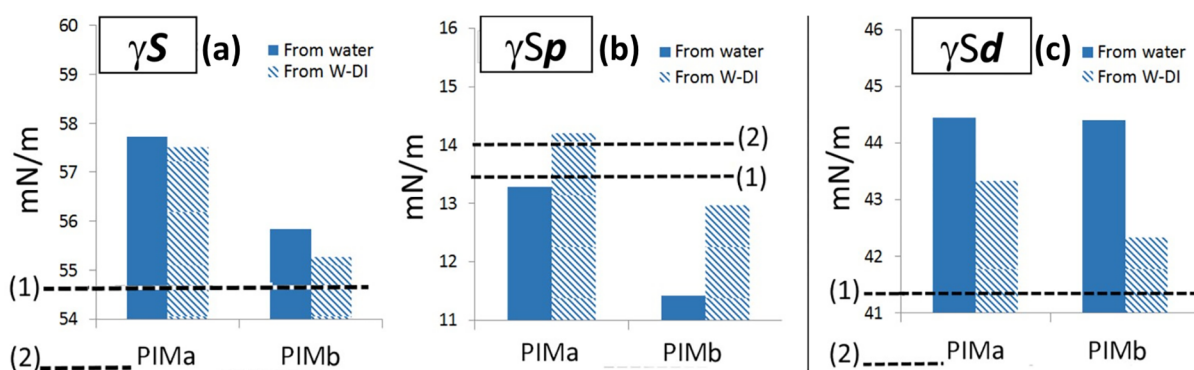 γS (a)
From water
From W-DI
mN/m
60
59
58
57
56
55
54
(1)
(2)
PIMa PIMb
γSp (b)
From water
From W-DI
mN/m
16
15
14
13
12
11
(2)
(1)
PIMa PIMb
γSd (c)
From water
From W-DI
mN/m
46
45
44
43
42
41
(1)
(2)
PIMa PIMb